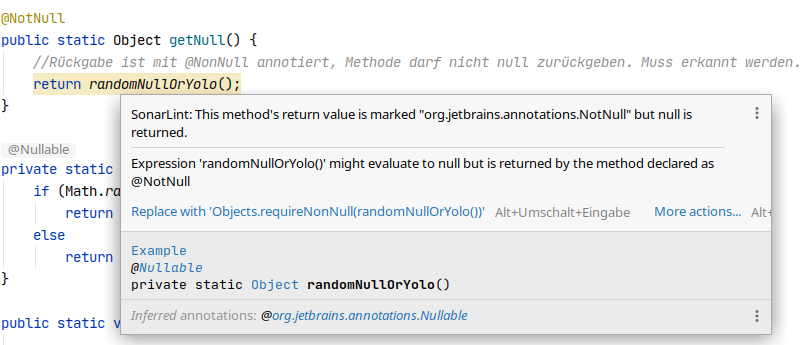 @NotNull
public static Object getNull() {
//Rückgabe ist mit @NonNull annotiert, Methode darf nicht null zurückgeben. Muss erkannt werden.
return randomNullOrYolo();
}
SonarLint: This method's return value is marked "org.jetbrains.annotations.NotNull" but null is
returned.
Expression 'randomNullOrYolo()' might evaluate to null but is returned by the method declared as
@NotNull
Replace with 'Objects.requireNonNull(randomNullOrYolo())' Alt+Umschalt+Eingabe More actions... Alt+
Example
@Nullable
private static Object randomNullOrYolo()
Inferred annotations: @org.jetbrains.annotations.Nullable
@Nullable
private static
if (Math.ra
return
else
return
}
public static v